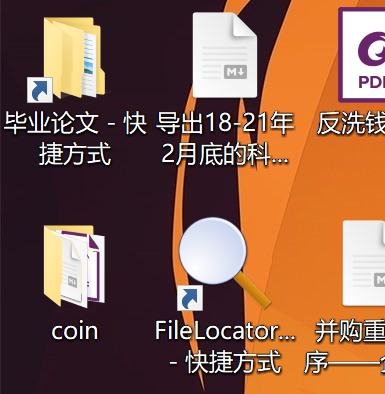 毕业论文 - 快
捷方式
导出18-21年
2月底的科...
PDF
反洗钱
coin
FileLocator...
- 快捷方式
并购重
序——